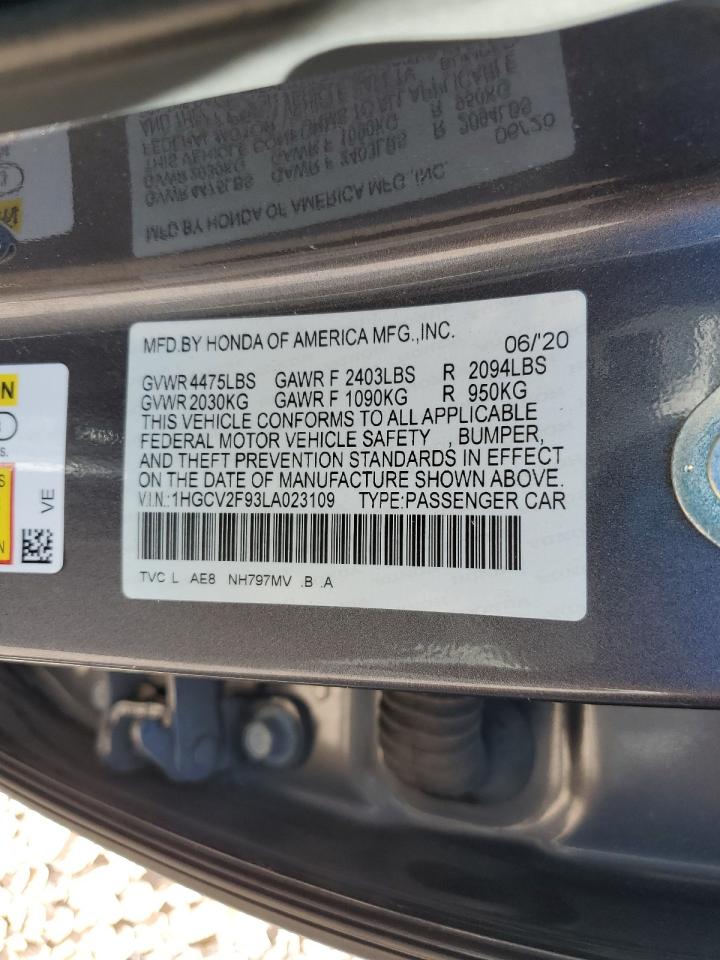 MFD.BY HONDA OF AMERICA MFG.,INC. 06/'20
GVWR 4475LBS GAWR F 2403LBS R 2094LBS
GVWR 2030KG GAWR F 1090KG R 950KG
THIS VEHICLE CONFORMS TO ALL APPLICABLE
FEDERAL MOTOR VEHICLE SAFETY , BUMPER,
AND THEFT PREVENTION STANDARDS IN EFFECT
ON THE DATE OF MANUFACTURE SHOWN ABOVE.
V.I.N.:1HGCV2F93LA023109 TYPE:PASSENGER CAR
TVC L AE8 NH797MV .B .A
VE